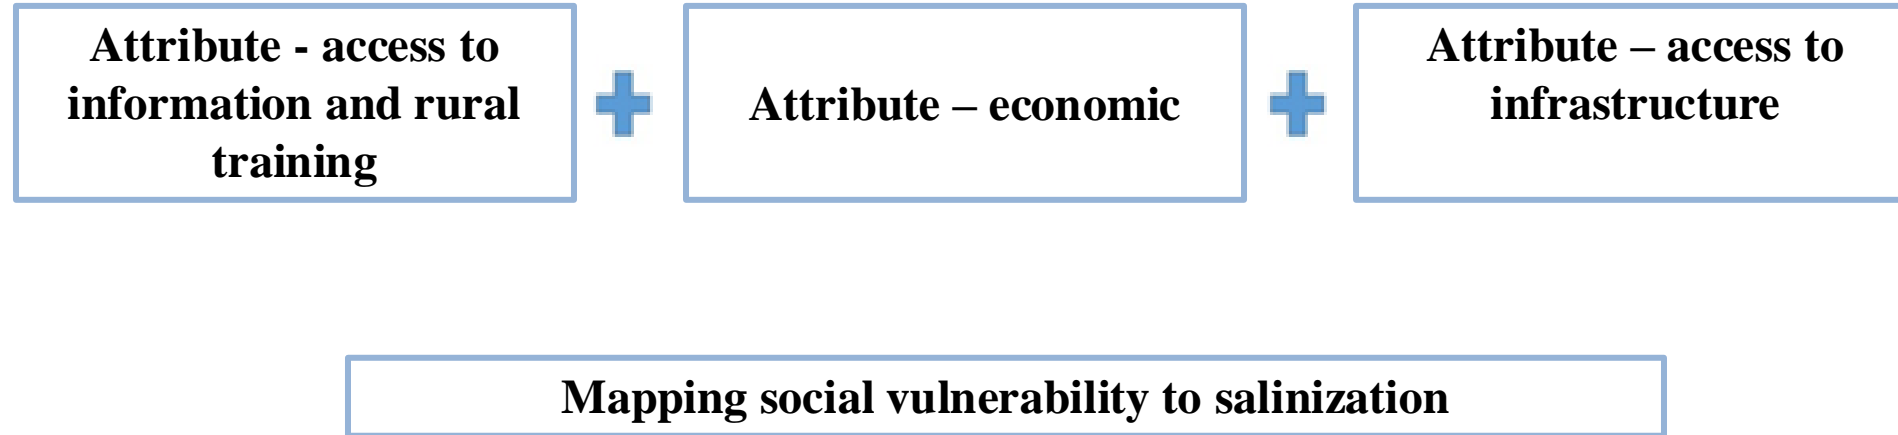 Attribute - access to
information and rural
training
Attribute – economic
Attribute – access to
infrastructure
Mapping social vulnerability to salinization